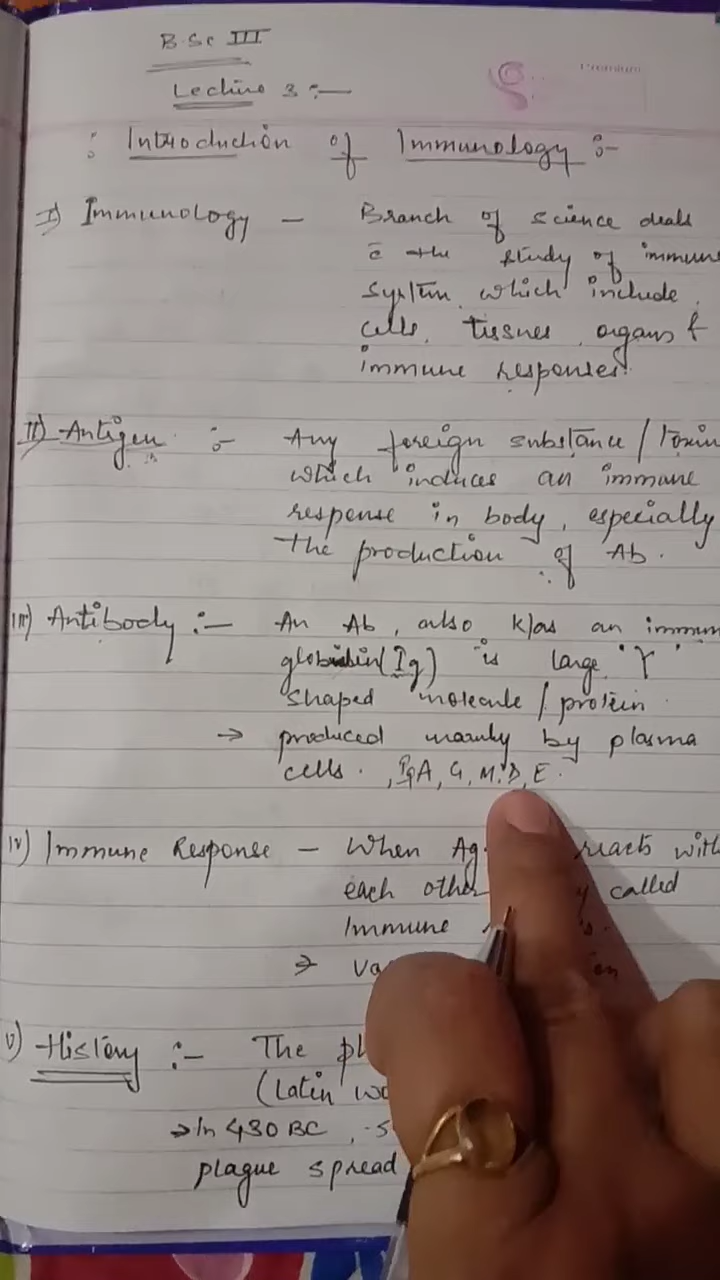 B.Sc III
Lecture 3 :-
Premium
: Introduction of Immunology :-
I) Immunology - Branch of science deals
c̄ the study of immune
system which include
cells, tissues, organs &
immune responses.
II) Antigen :- Any foreign substance / Toxin
which induces an immune
response in body, especially
the production of Ab.
III) Antibody :- An Ab, also k/as an immun
globulin (Ig) is large 'Y'
shaped molecule / protein.
→ produced mainly by plasma
cells. , IgA, G, M, D, E.
IV) Immune Response - When Ag reacts with
each other called
Immune
→
V) History :- The
(Latin
→ In 430 BC,
plague spread